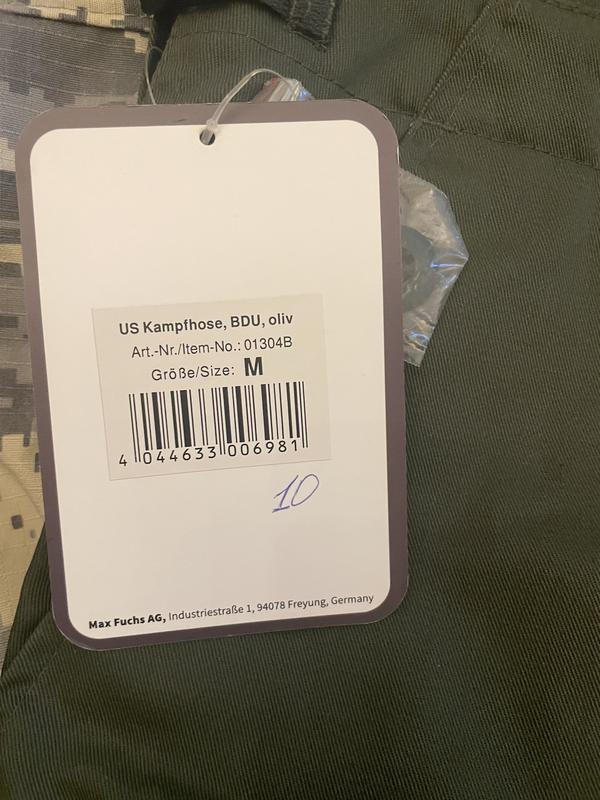 US Kampfhose, BDU, oliv
Art.-Nr./Item-No.: 01304B
Größe/Size: M
4 044633 006981
10
Max Fuchs AG, Industriestraße 1, 94078 Freyung, Germany